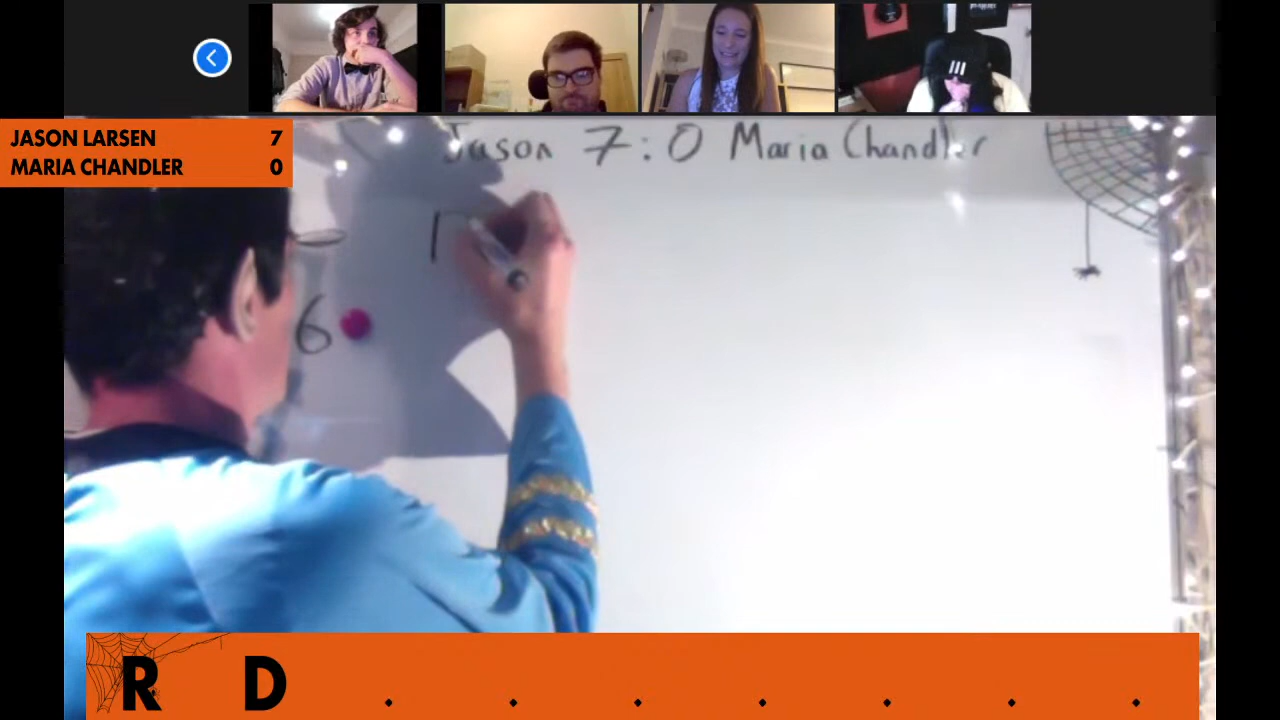 JASON LARSEN 7
MARIA CHANDLER 0
Jason 7:0 Maria Chandler
6
R D . . . . . . .